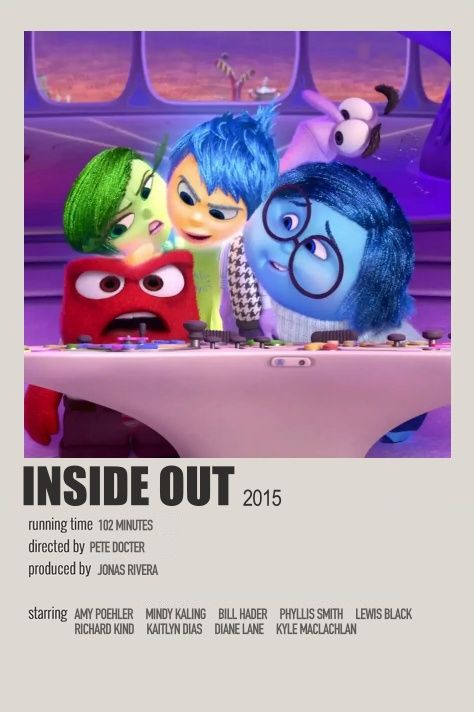 INSIDE OUT 2015
running time 102 MINUTES
directed by PETE DOCTER
produced by JONAS RIVERA
starring AMY POEHLER MINDY KALING BILL HADER PHYLLIS SMITH LEWIS BLACK
RICHARD KIND KAITLYN DIAS DIANE LANE KYLE MACLACHLAN